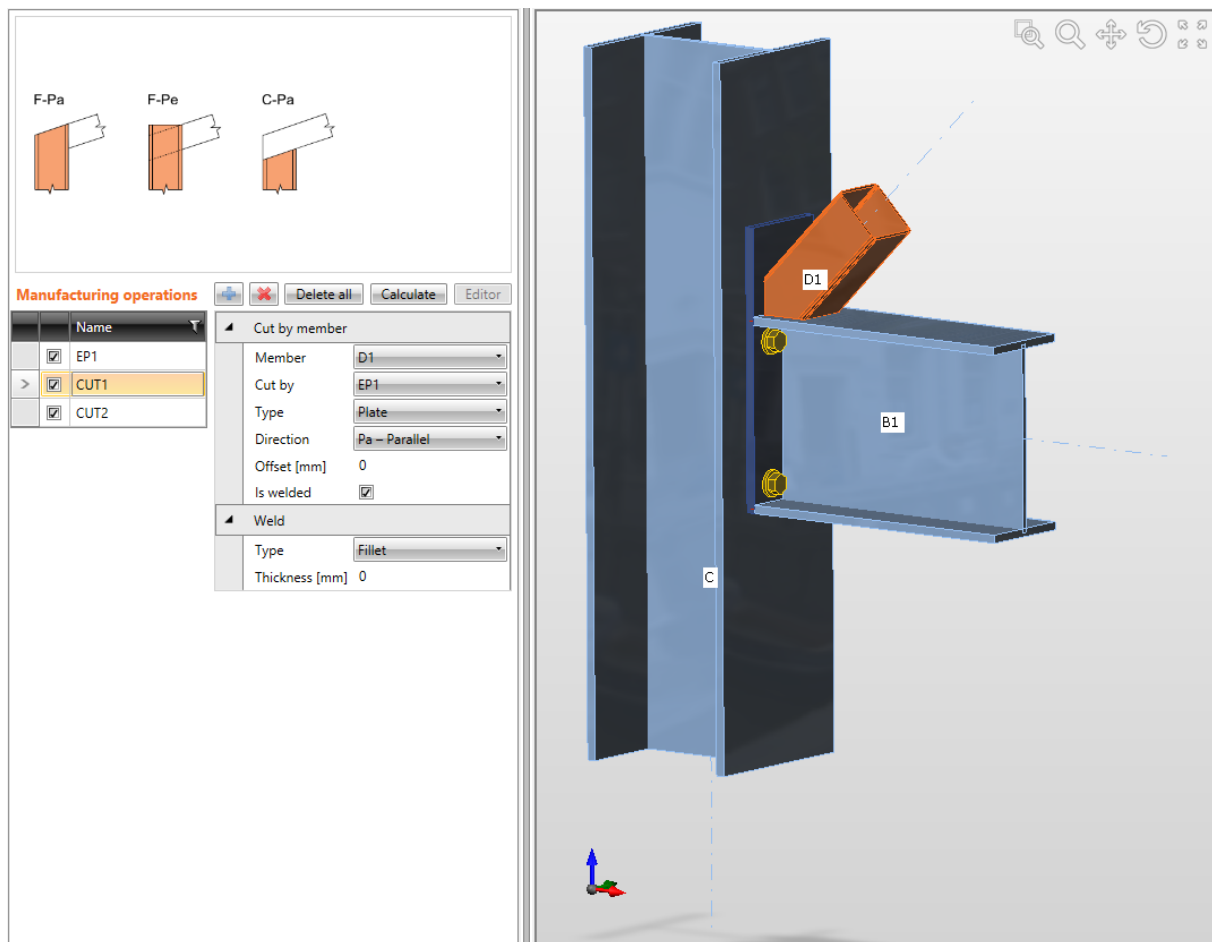 F-Pa F-Pe C-Pa
Manufacturing operations
Delete all Calculate Editor
Name
EP1
CUT1
CUT2
Cut by member
Member D1
Cut by EP1
Type Plate
Direction Pa – Parallel
Offset [mm] 0
Is welded
Weld
Type Fillet
Thickness [mm] 0
D1
B1
C